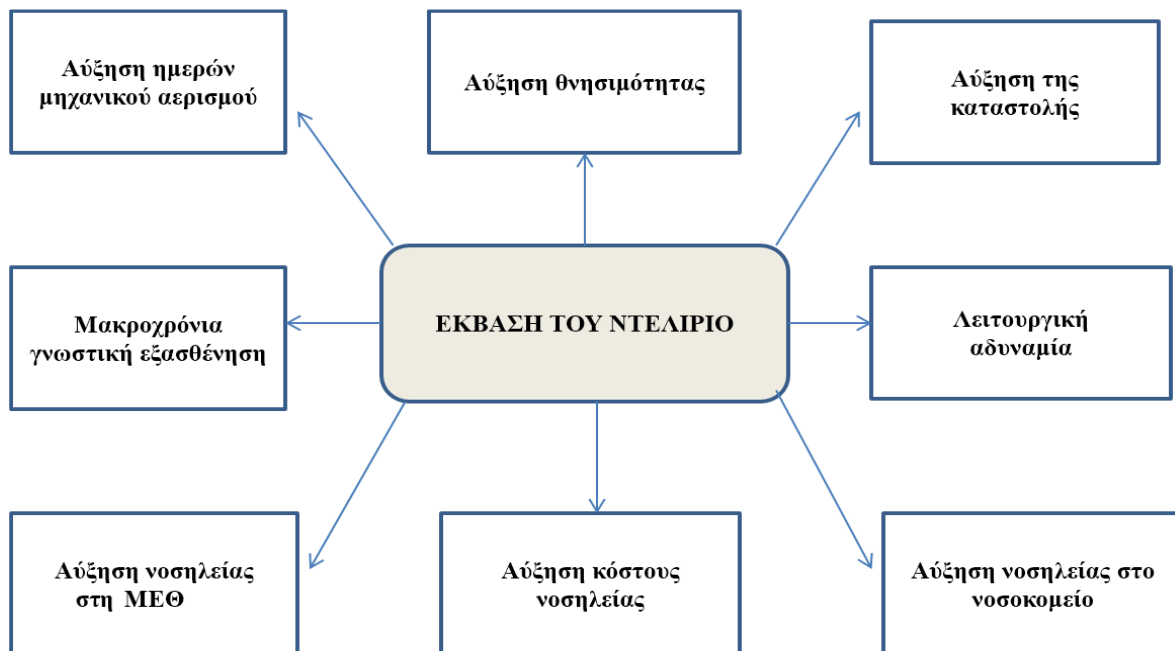 Αύξηση ημερών
μηχανικού αερισμού
Αύξηση θνησιμότητας
Αύξηση της
καταστολής
Μακροχρόνια
γνωστική εξασθένηση
ΕΚΒΑΣΗ ΤΟΥ ΝΤΕΛΙΡΙΟ
Λειτουργική
αδυναμία
Αύξηση νοσηλείας
στη ΜΕΘ
Αύξηση κόστους
νοσηλείας
Αύξηση νοσηλείας στο
νοσοκομείο